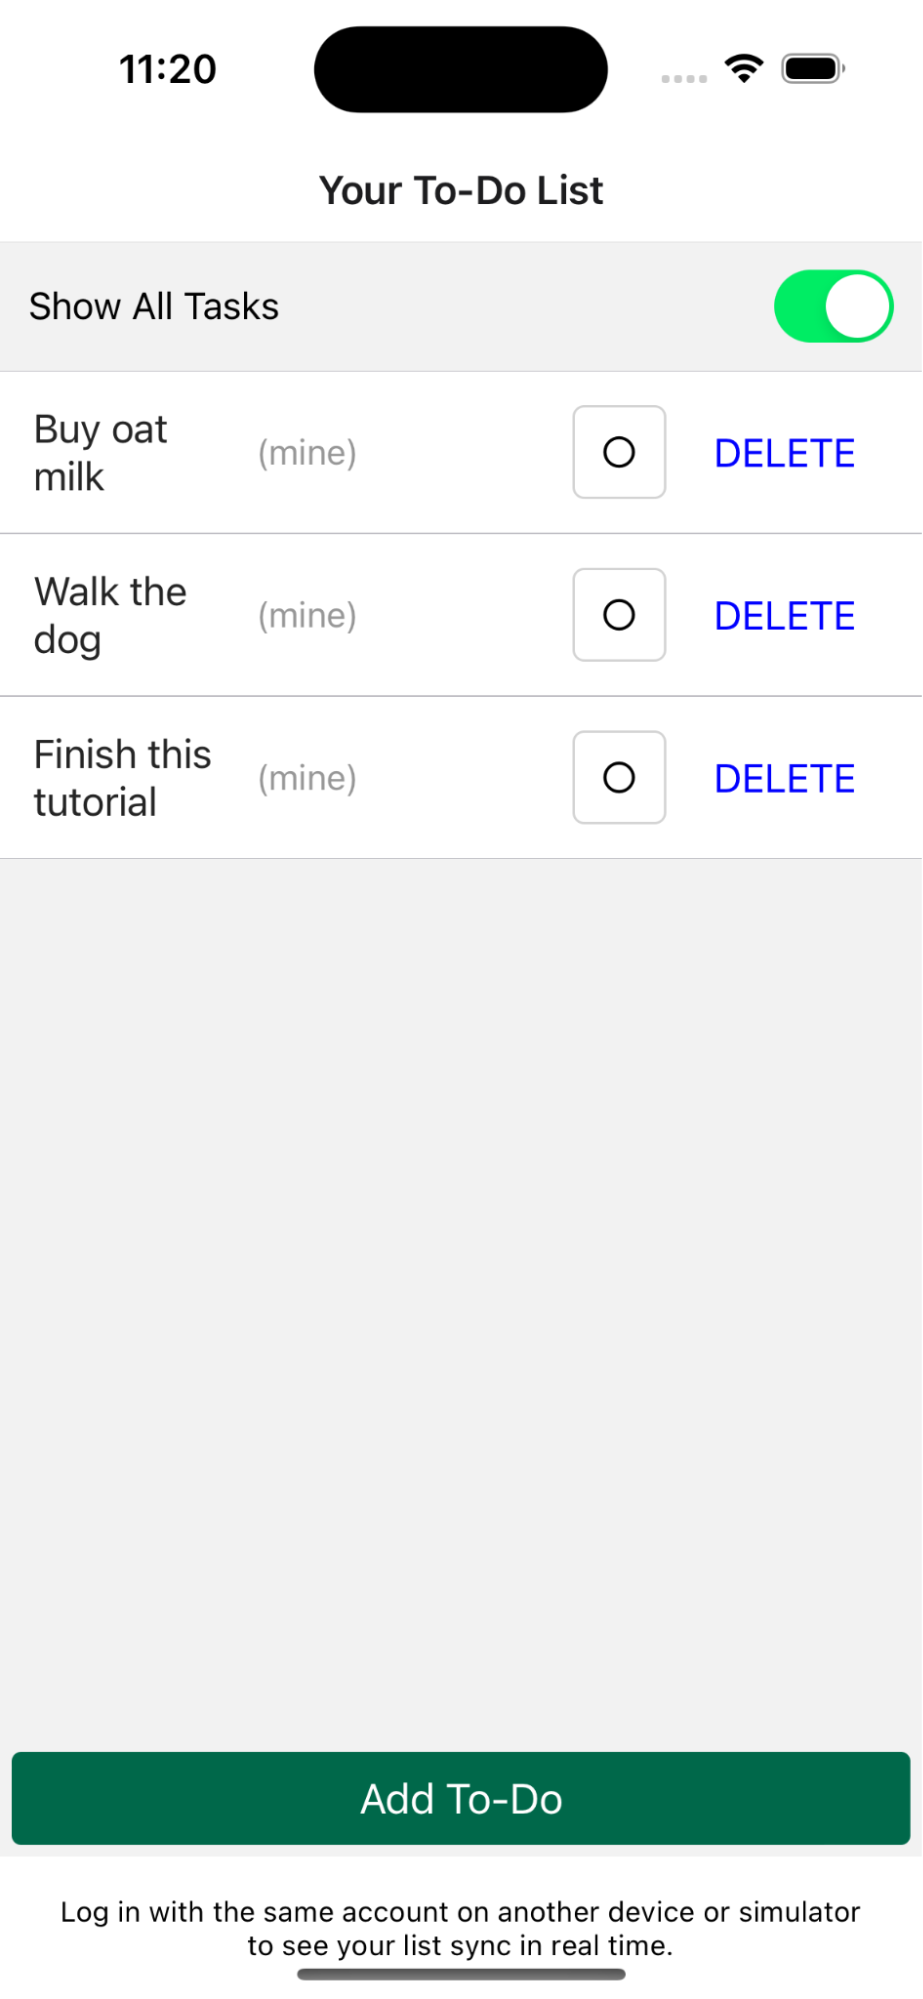 11:20
Your To-Do List
Show All Tasks
Buy oat
milk
(mine)
DELETE
Walk the
dog
(mine)
DELETE
Finish this
tutorial
(mine)
DELETE
Add To-Do
Log in with the same account on another device or simulator
to see your list sync in real time.